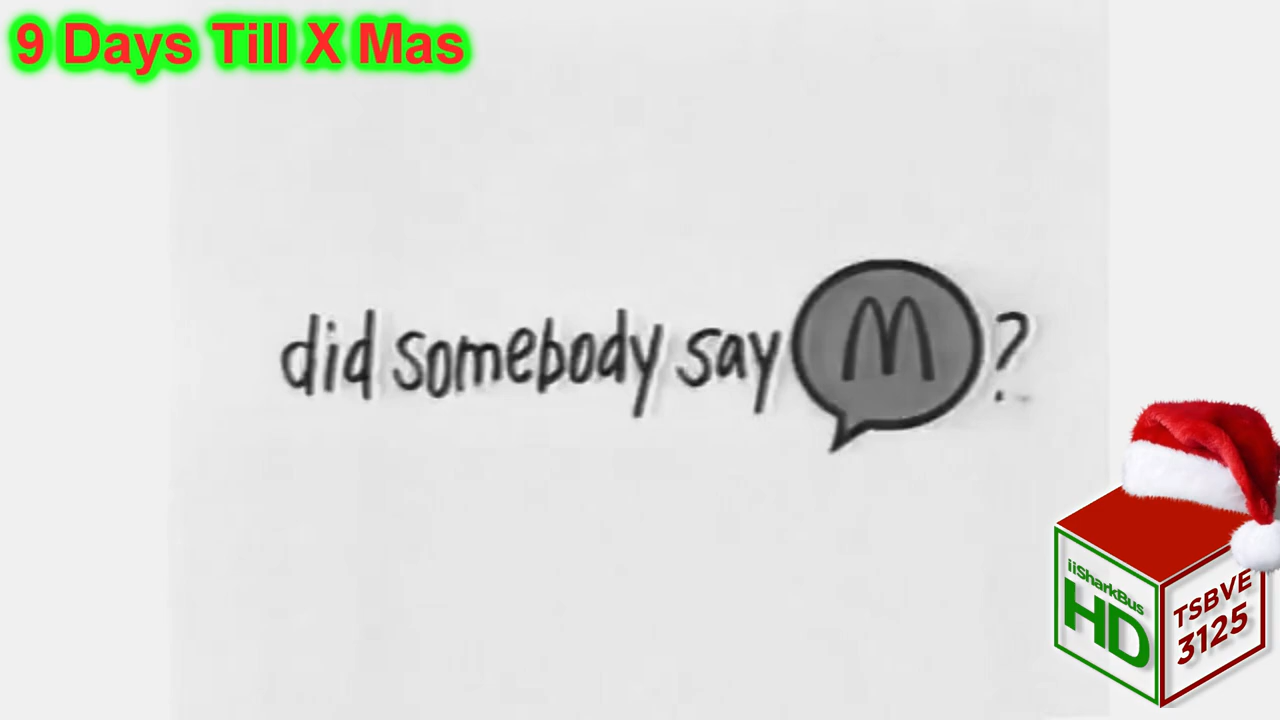 9 Days Till X Mas
did somebody say M?
iiSharkBus
HD
TSBVE
3125